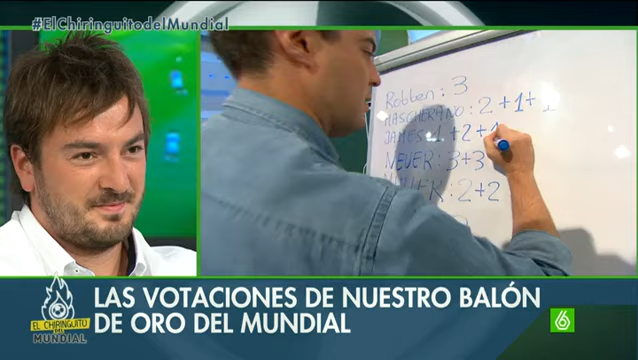 #ElChiringuitodelMundial
Robben: 3
MASCHERANO: 2+1+1
JAMES: 1+2+1
NEUER: 3+3
2+2
EL CHIRINGUITO
DEL
MUNDIAL
LAS VOTACIONES DE NUESTRO BALÓN
DE ORO DEL MUNDIAL
6